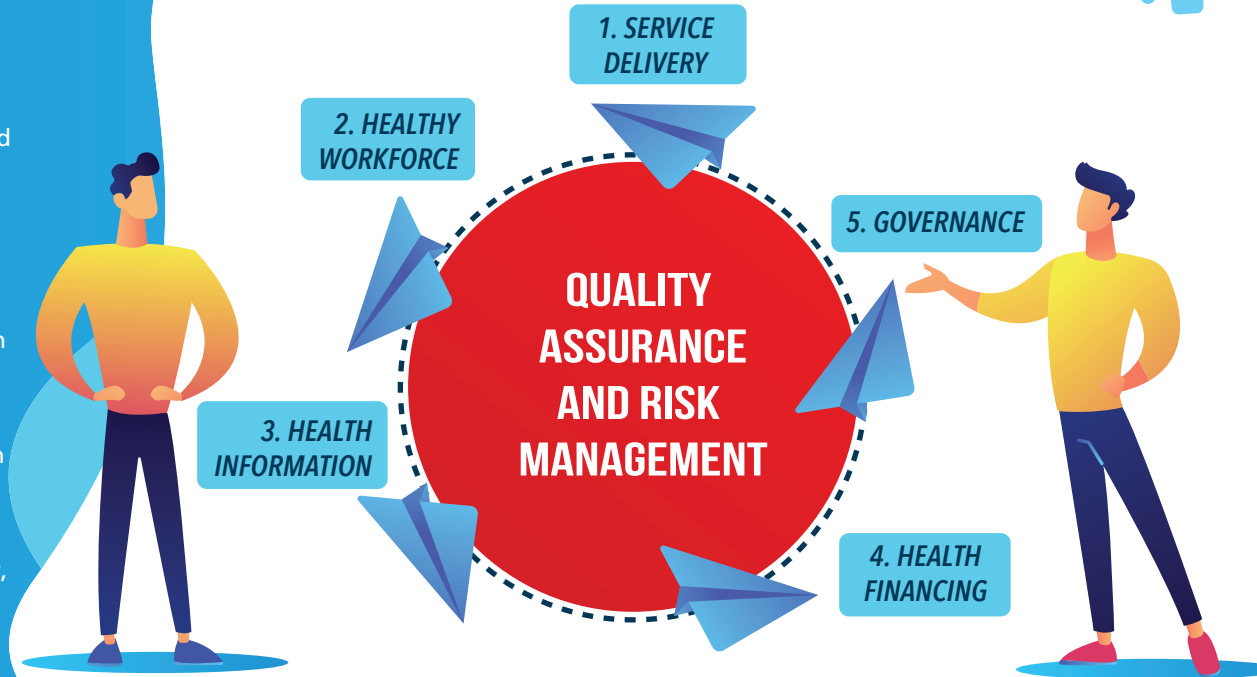 1. SERVICE
DELIVERY
2. HEALTHY
WORKFORCE
3. HEALTH
INFORMATION
4. HEALTH
FINANCING
5. GOVERNANCE
QUALITY
ASSURANCE
AND RISK
MANAGEMENT